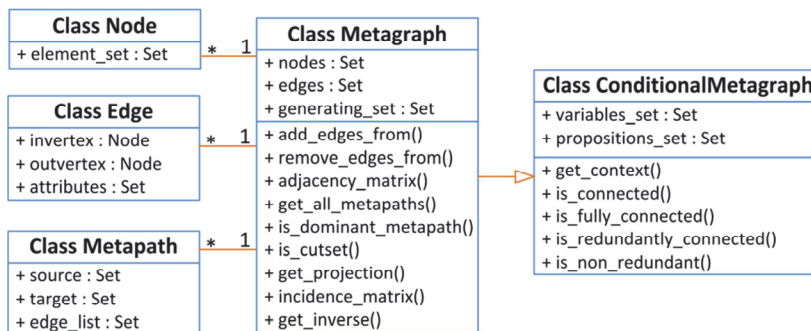 Class Node
+ element_set : Set
*
1
Class Edge
+ invertex : Node
+ outvertex : Node
+ attributes : Set
*
1
Class Metapath
+ source : Set
+ target : Set
+ edge_list : Set
*
1
Class Metagraph
+ nodes : Set
+ edges : Set
+ generating_set : Set
+ add_edges_from()
+ remove_edges_from()
+ adjacency_matrix()
+ get_all_metapaths()
+ is_dominant_metapath()
+ is_cutset()
+ get_projection()
+ incidence_matrix()
+ get_inverse()
Class ConditionalMetagraph
+ variables_set : Set
+ propositions_set : Set
+ get_context()
+ is_connected()
+ is_fully_connected()
+ is_redundantly_connected()
+ is_non_redundant()